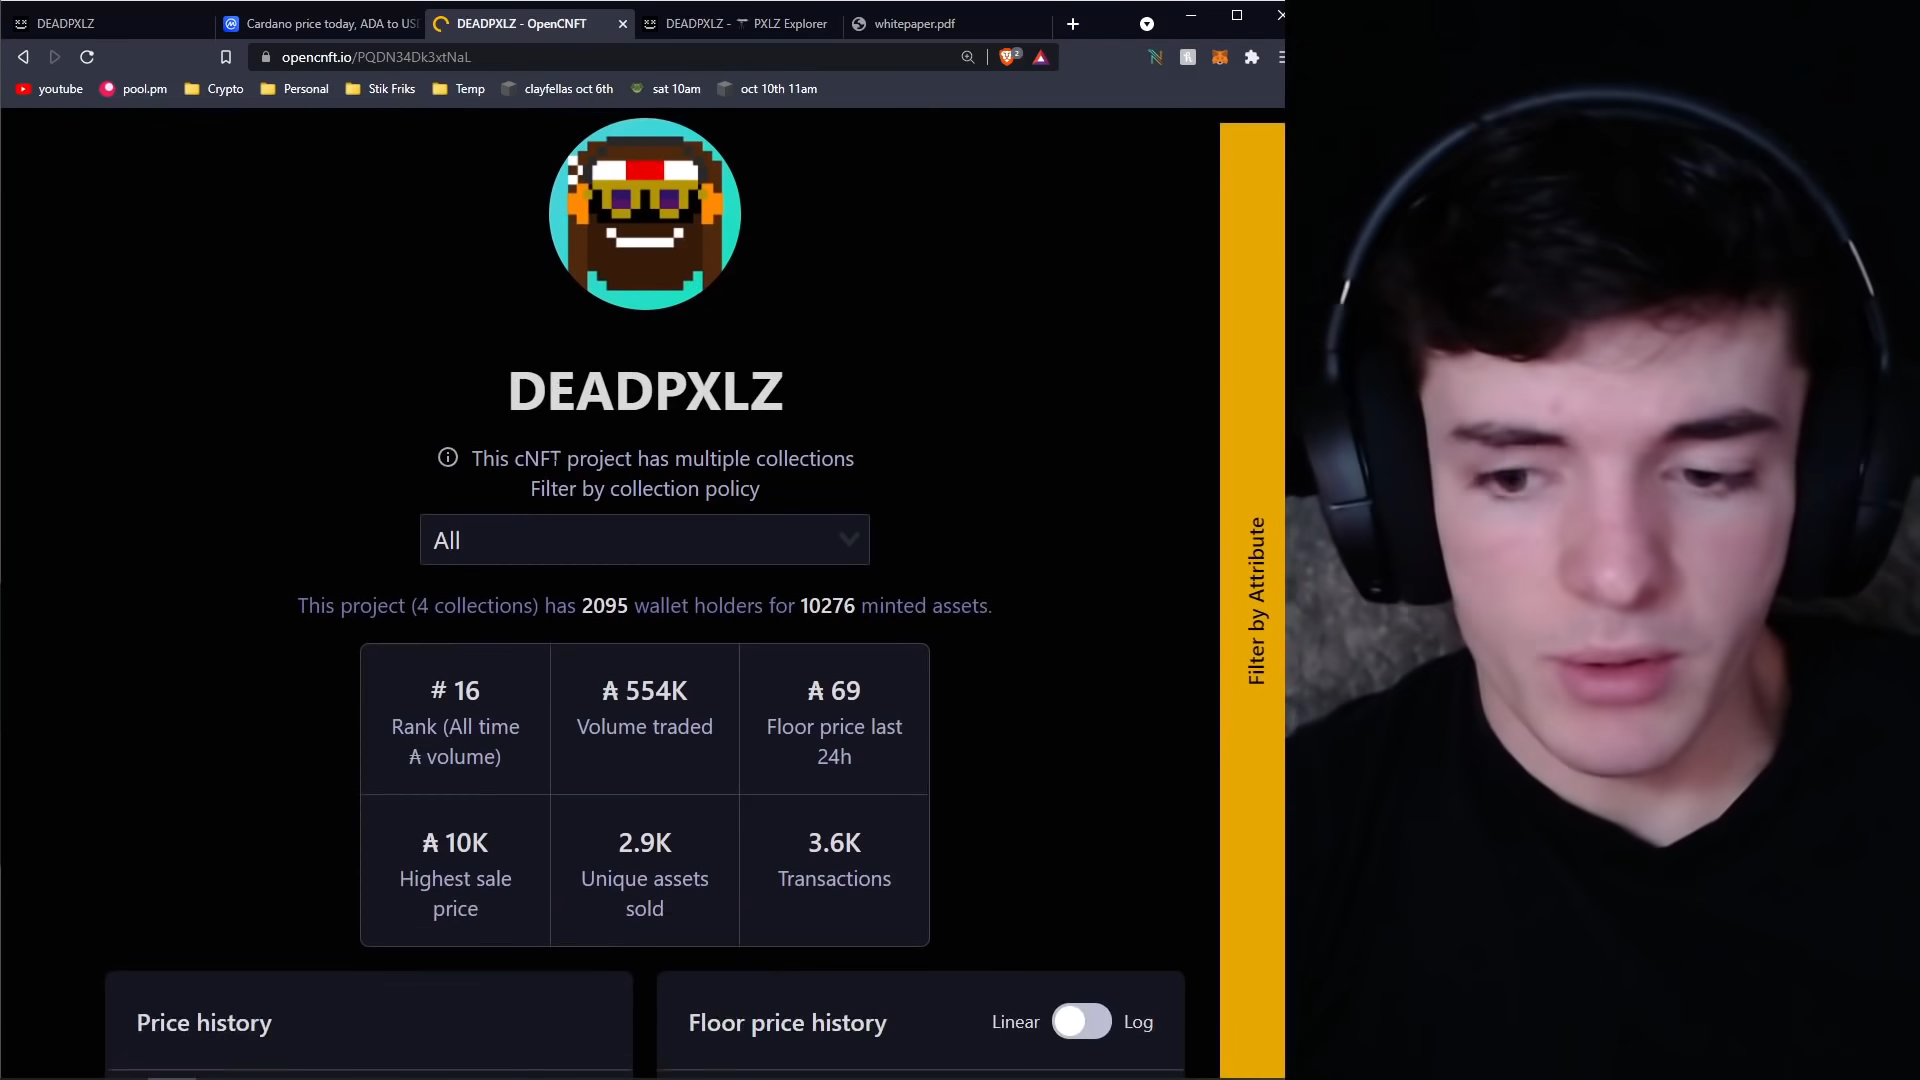 DEADPXLZ
Cardano price today, ADA to US
DEADPXLZ - OpenCNFT
DEADPXLZ - ₸ PXLZ Explorer
whitepaper.pdf
opencnft.io/PQDN34Dk3xtNaL
2
youtube
pool.pm
Crypto
Personal
Stik Friks
Temp
clayfellas oct 6th
sat 10am
oct 10th 11am
DEADPXLZ
This cNFT project has multiple collections
Filter by collection policy
All
This project (4 collections) has 2095 wallet holders for 10276 minted assets.
# 16
Rank (All time
₳ volume)
₳ 554K
Volume traded
₳ 69
Floor price last
24h
₳ 10K
Highest sale
price
2.9K
Unique assets
sold
3.6K
Transactions
Price history
Floor price history
Linear
Log
Filter by Attribute